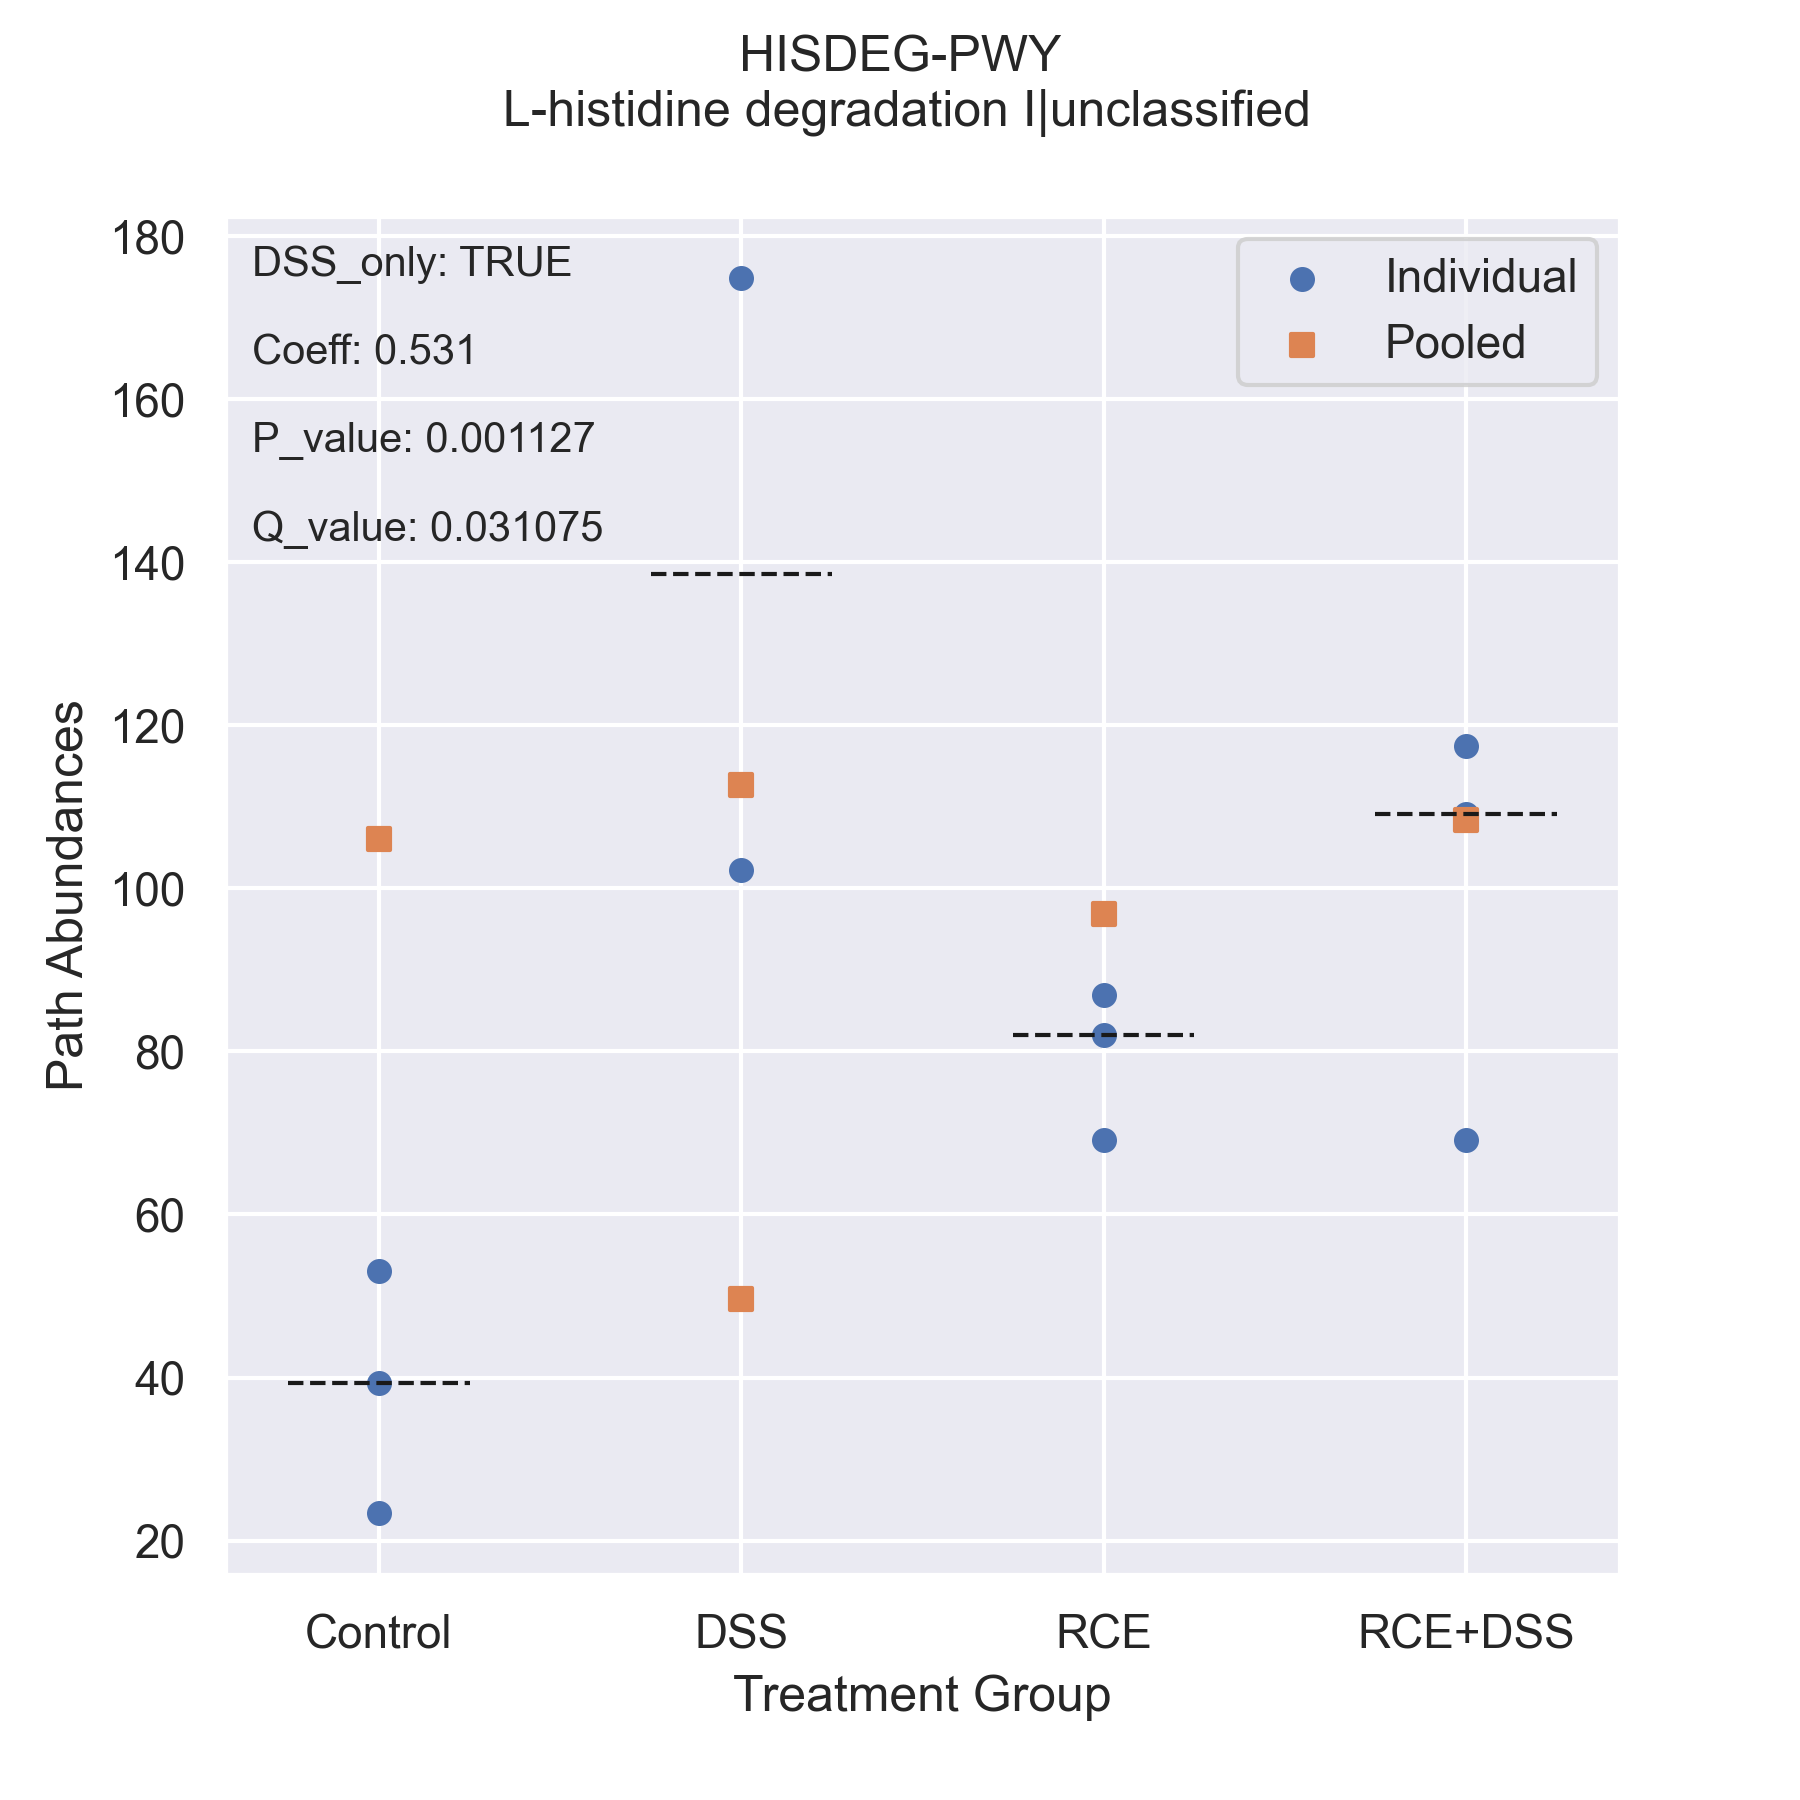 HISDEG-PWY
L-histidine degradation I|unclassified
DSS_only: TRUE
Coeff: 0.531
P_value: 0.001127
Q_value: 0.031075
Individual
Pooled
180
160
140
120
100
80
60
40
20
Path Abundances
Control
DSS
RCE
RCE+DSS
Treatment Group